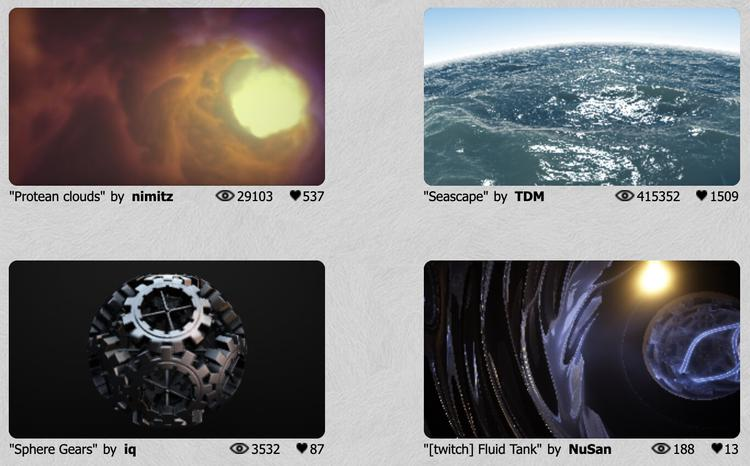 "Protean clouds" by nimitz 29103 537
"Seascape" by TDM 415352 1509
"Sphere Gears" by iq 3532 87
"[twitch] Fluid Tank" by NuSan 188 13